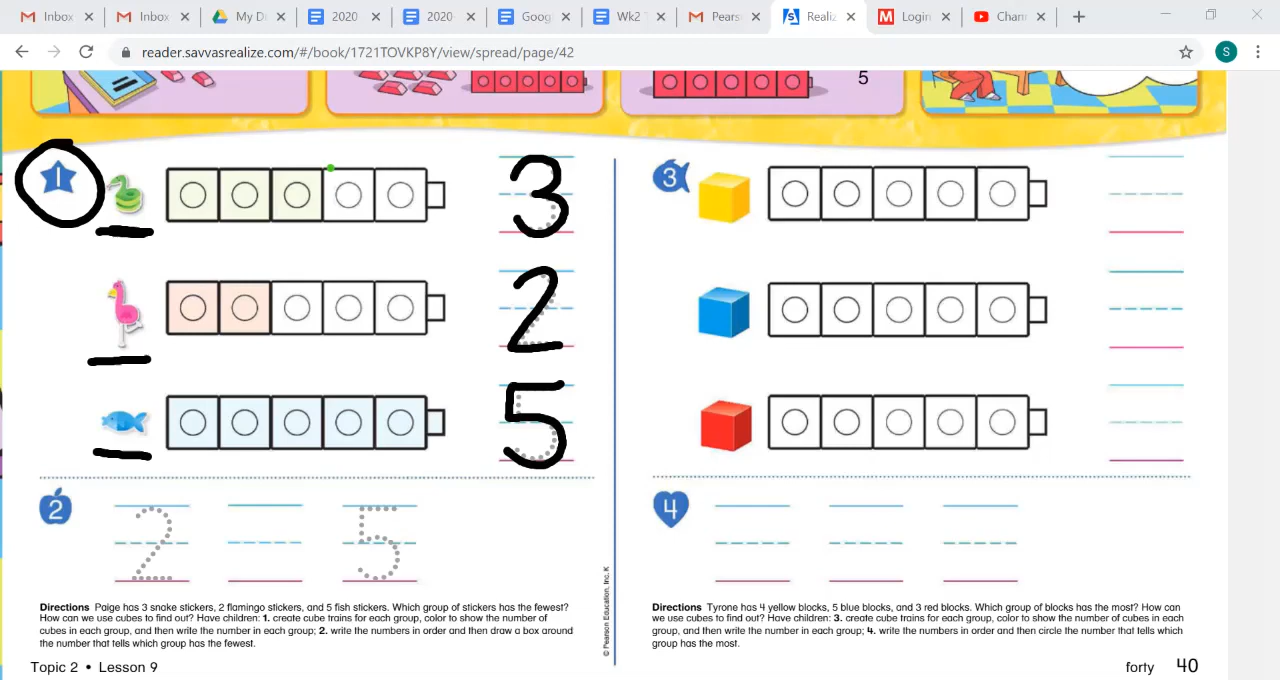 Inbox
Inbox
My D
2020
2020-
Goog
Wk2 T
Pears
Realiz
Login
Chan
reader.savvasrealize.com/#/book/1721TOVKP8Y/view/spread/page/42
S
5
1
3
2
5
2
2
5
Directions Paige has 3 snake stickers, 2 flamingo stickers, and 5 fish stickers. Which group of stickers has the fewest?
How can we use cubes to find out? Have children: 1. create cube trains for each group, color to show the number of
cubes in each group, and then write the number in each group; 2. write the numbers in order and then draw a box around
the number that tells which group has the fewest.
Topic 2 • Lesson 9
© Pearson Education, Inc. K
3
4
Directions Tyrone has 4 yellow blocks, 5 blue blocks, and 3 red blocks. Which group of blocks has the most? How can
we use cubes to find out? Have children: 3. create cube trains for each group, color to show the number of cubes in each
group, and then write the number in each group; 4. write the numbers in order and then circle the number that tells which
group has the most.
forty 40